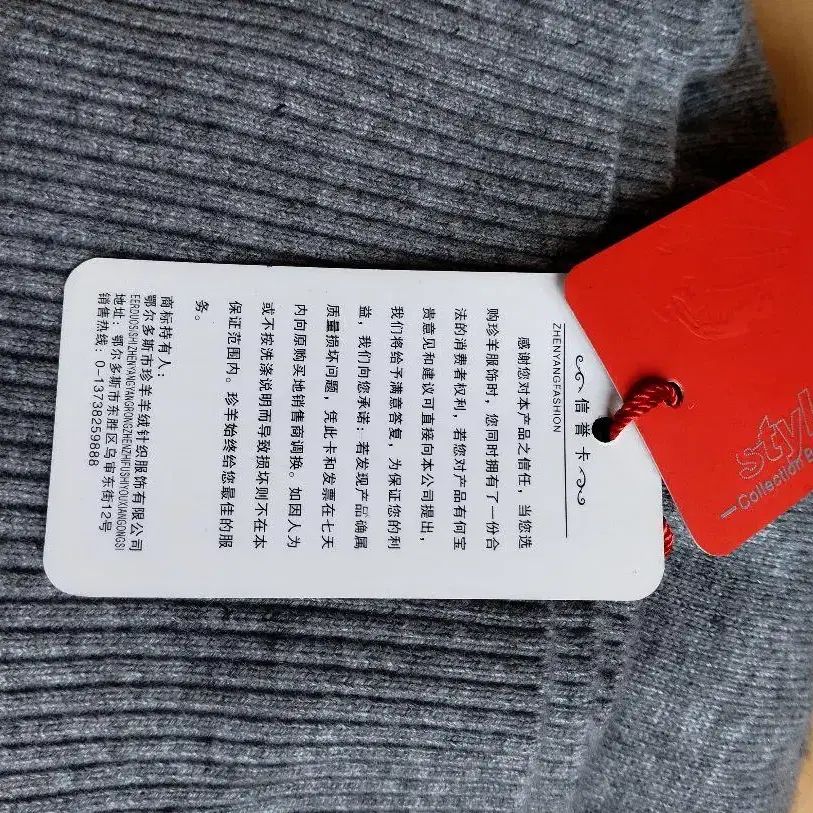 信誉卡
ZHENYANGFASHION
感谢您对本产品之信任，当您选
购珍羊服饰时，您同时拥有了一份合
法的消费者权利，若您对产品有何宝
贵意见和建议可直接向本公司提出，
我们将给予满意答复，为保证您的利
益，我们向您承诺：若发现产品确属
质量损坏问题，凭此卡和发票在七天
内向原购买地销售商调换。如因人为
或不按洗涤说明而导致损坏则不在本
保证范围内。珍羊始终给您最佳的服
务。
商标持有人：
鄂尔多斯市珍羊羊绒针织服饰有限公司
EERDUOSISHIZHENYANGYANGRONGZHENZHIFUSHIYOUXIANGONGSI
地址：鄂尔多斯市东胜区乌审东街12号
销售热线：0-13738259888
styl
Collection